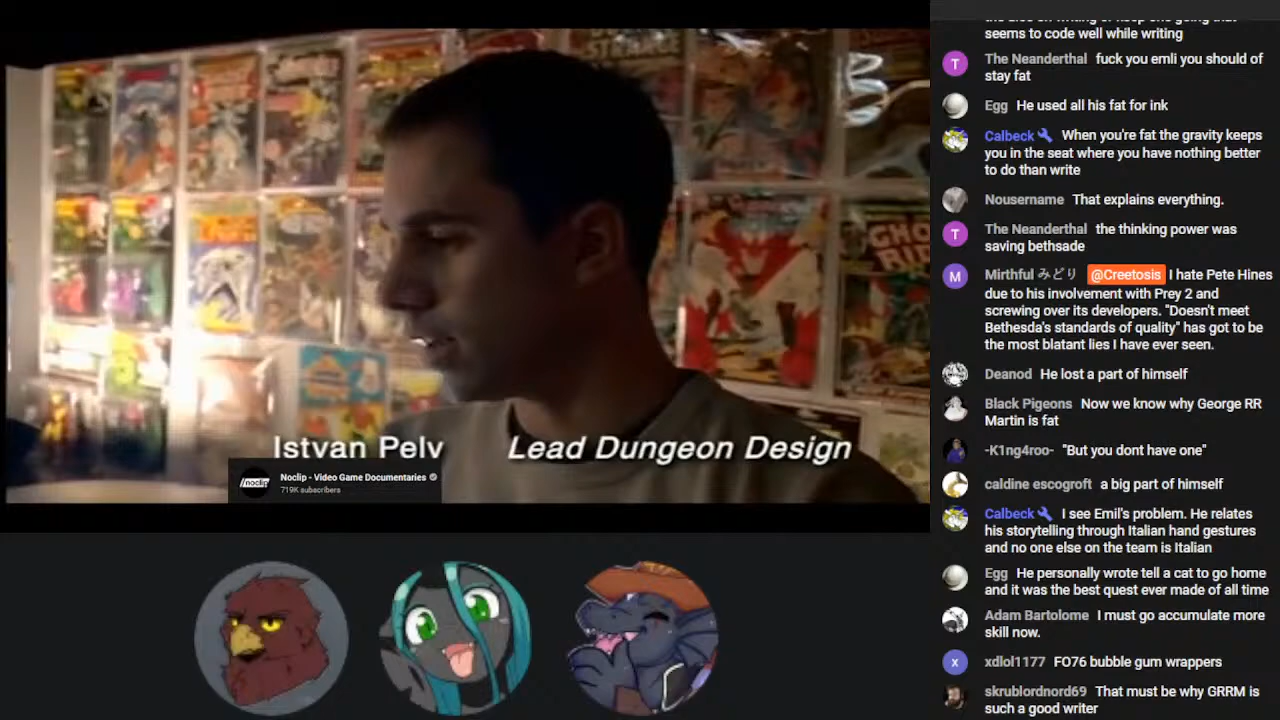 STRANGE
GHOST
Istvan Pelv
Lead Dungeon Design
noclip
Noclip - Video Game Documentaries
719K subscribers
seems to code well while writing
T
The Neanderthal fuck you emli you should of
stay fat
Egg He used all his fat for ink
Calbeck When you're fat the gravity keeps
you in the seat where you have nothing better
to do than write
Nousername That explains everything.
T
The Neanderthal the thinking power was
saving bethsade
M
Mirthful みどり @Creetosis I hate Pete Hines
due to his involvement with Prey 2 and
screwing over its developers. "Doesn't meet
Bethesda's standards of quality" has got to be
the most blatant lies I have ever seen.
Deanod He lost a part of himself
Black Pigeons Now we know why George RR
Martin is fat
-K1ng4roo- "But you dont have one"
caldine escogroft a big part of himself
Calbeck I see Emil's problem. He relates
his storytelling through Italian hand gestures
and no one else on the team is Italian
Egg He personally wrote tell a cat to go home
and it was the best quest ever made of all time
Adam Bartolome I must go accumulate more
skill now.
x
xdlol1177 FO76 bubble gum wrappers
skrublordnord69 That must be why GRRM is
such a good writer